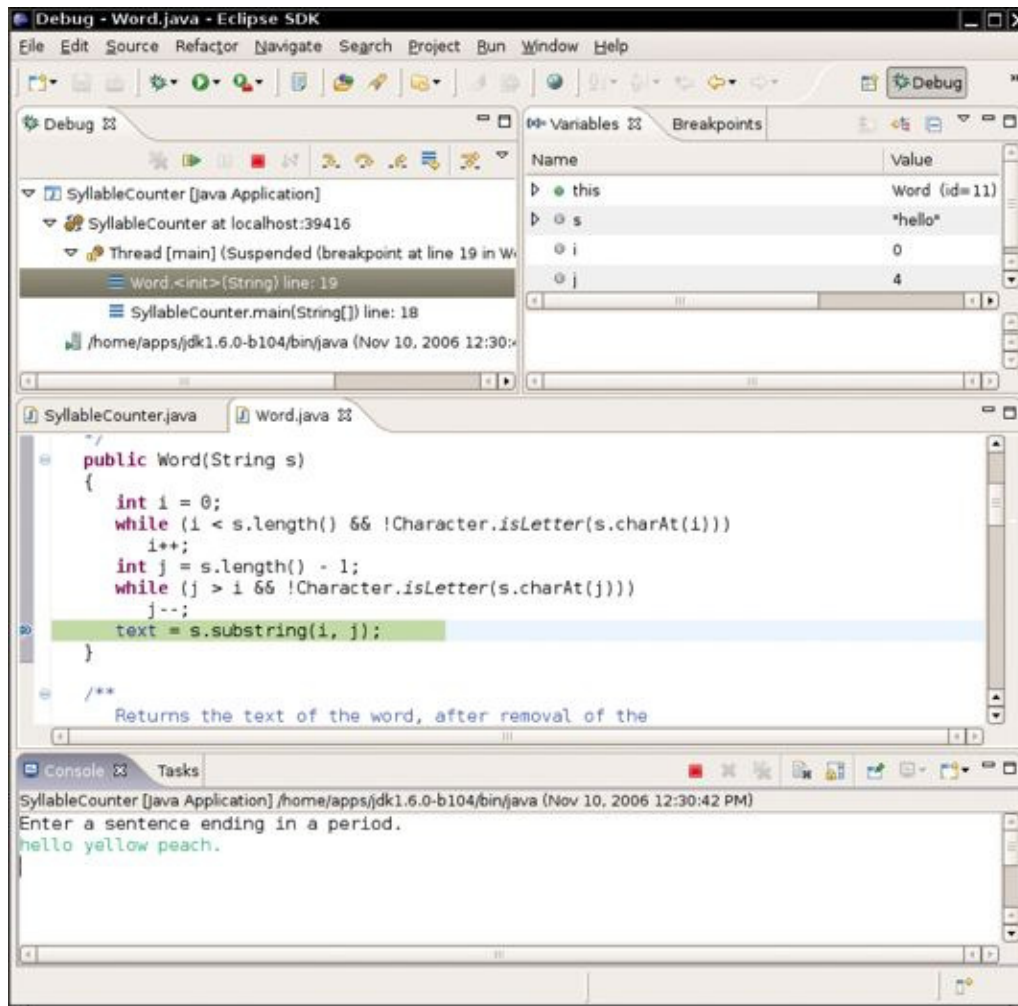 Debug - Word.java - Eclipse SDK
File Edit Source Refactor Navigate Search Project Run Window Help
Debug
Debug
Variables Breakpoints
Name Value
SyllableCounter [Java Application]
this Word (id=11)
SyllableCounter at localhost:39416
s "hello"
Thread [main] (Suspended (breakpoint at line 19 in W
i 0
Word.<init>(String) line: 19
j 4
SyllableCounter.main(String[]) line: 18
/home/apps/jdk1.6.0-b104/bin/java (Nov 10, 2006 12:30:
SyllableCounter.java Word.java
*/
public Word(String s)
{
int i = 0;
while (i < s.length() && !Character.isLetter(s.charAt(i)))
i++;
int j = s.length() - 1;
while (j > i && !Character.isLetter(s.charAt(j)))
j--;
text = s.substring(i, j);
}
/**
Returns the text of the word, after removal of the
Console Tasks
SyllableCounter [Java Application] /home/apps/jdk1.6.0-b104/bin/java (Nov 10, 2006 12:30:42 PM)
Enter a sentence ending in a period.
hello yellow peach.